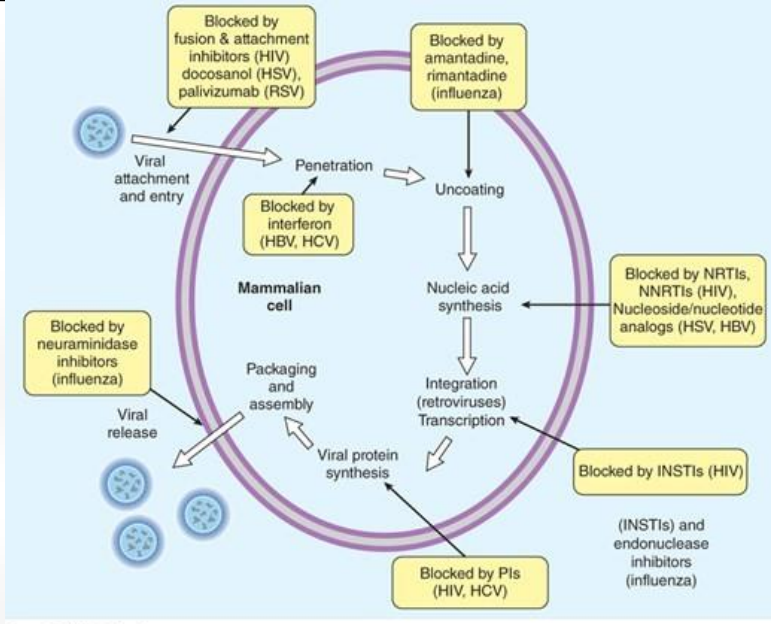 Blocked by
fusion & attachment
inhibitors (HIV)
docosanol (HSV),
palivizumab (RSV)
Blocked by
amantadine,
rimantadine
(influenza)
Viral
attachment
and entry
Penetration
Uncoating
Blocked by
interferon
(HBV, HCV)
Mammalian
cell
Nucleic acid
synthesis
Blocked by NRTIs,
NNRTIs (HIV),
Nucleoside/nucleotide
analogs (HSV, HBV)
Blocked by
neuraminidase
inhibitors
(influenza)
Packaging
and
assembly
Integration
(retroviruses)
Transcription
Viral
release
Viral protein
synthesis
Blocked by INSTIs (HIV)
(INSTIs) and
endonuclease
inhibitors
(influenza)
Blocked by PIs
(HIV, HCV)